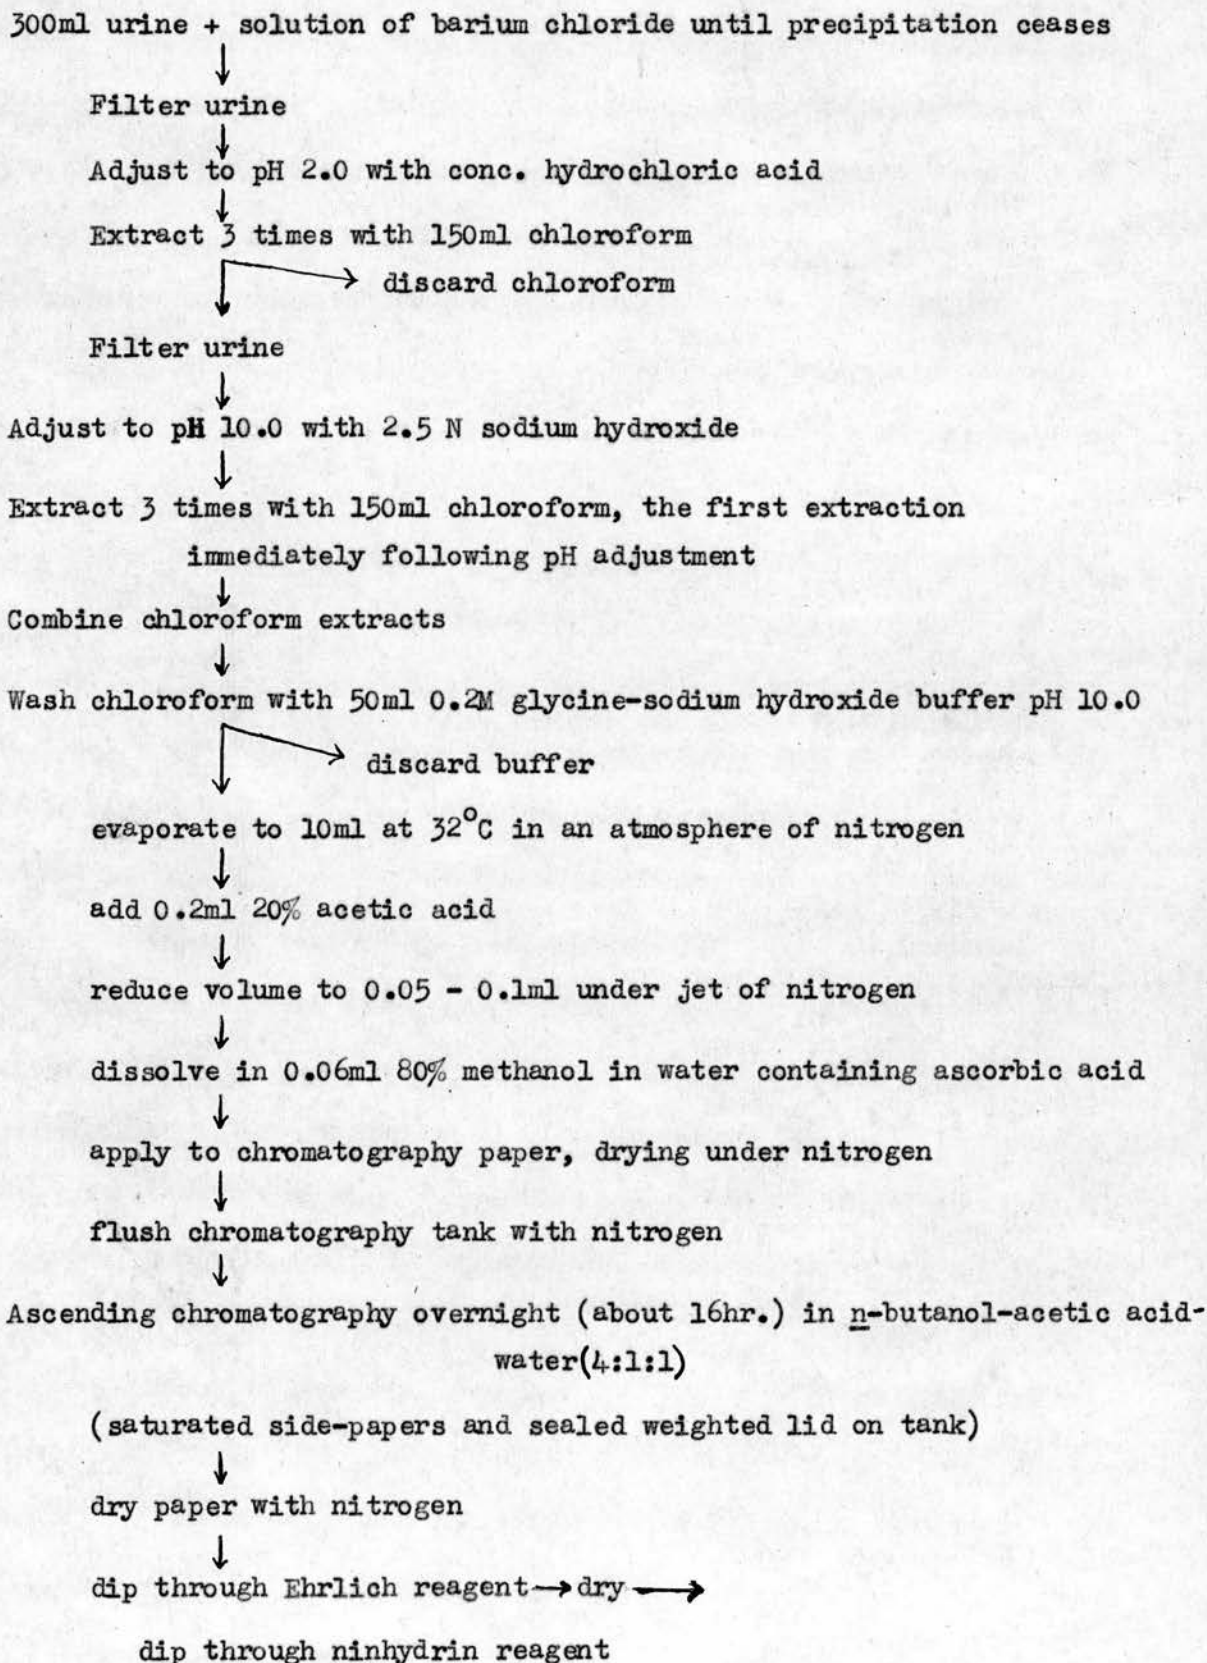 300ml urine + solution of barium chloride until precipitation ceases
Filter urine
Adjust to pH 2.0 with conc. hydrochloric acid
Extract 3 times with 150ml chloroform
discard chloroform
Filter urine
Adjust to pH 10.0 with 2.5 N sodium hydroxide
Extract 3 times with 150ml chloroform, the first extraction
immediately following pH adjustment
Combine chloroform extracts
Wash chloroform with 50ml 0.2M glycine-sodium hydroxide buffer pH 10.0
discard buffer
evaporate to 10ml at 32°C in an atmosphere of nitrogen
add 0.2ml 20% acetic acid
reduce volume to 0.05 - 0.1ml under jet of nitrogen
dissolve in 0.06ml 80% methanol in water containing ascorbic acid
apply to chromatography paper, drying under nitrogen
flush chromatography tank with nitrogen
Ascending chromatography overnight (about 16hr.) in n-butanol-acetic acid-
water(4:1:1)
(saturated side-papers and sealed weighted lid on tank)
dry paper with nitrogen
dip through Ehrlich reagent → dry →
dip through ninhydrin reagent